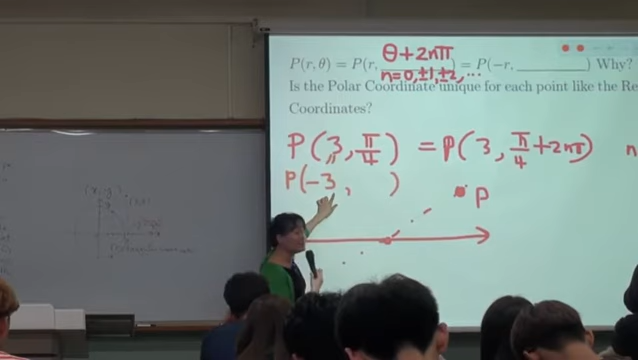 θ+2nπ
P(r, θ) = P(r, ________) = P(−r, ________) Why?
n=0,±1,±2,...
Is the Polar Coordinate unique for each point like the Re
Coordinates?
P(3, π/4) = P(3, π/4+2nπ) n
P(-3, )
P